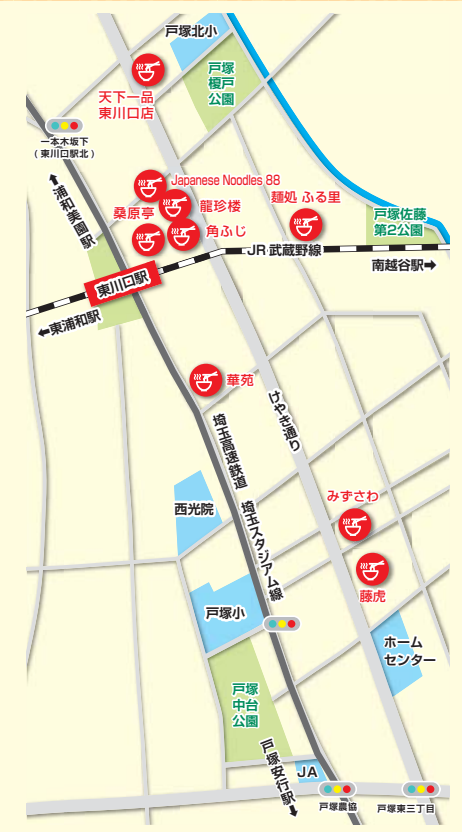 戸塚北小
戸塚
榎戸
公園
天下一品
東川口店
一本木坂下
(東川口駅北)
Japanese Noodles 88
龍珍楼
麺処 ふる里
桑原亭
角ふじ
戸塚佐藤
第2公園
↑浦和美園駅
JR武蔵野線
南越谷駅➡
東川口駅
⬅東浦和駅
華苑
けやき通り
埼玉高速鉄道 埼玉スタジアム線
西光院
みずさわ
藤虎
戸塚小
ホーム
センター
戸塚
中台
公園
戸塚安行駅↓
JA
戸塚農協
戸塚東三丁目